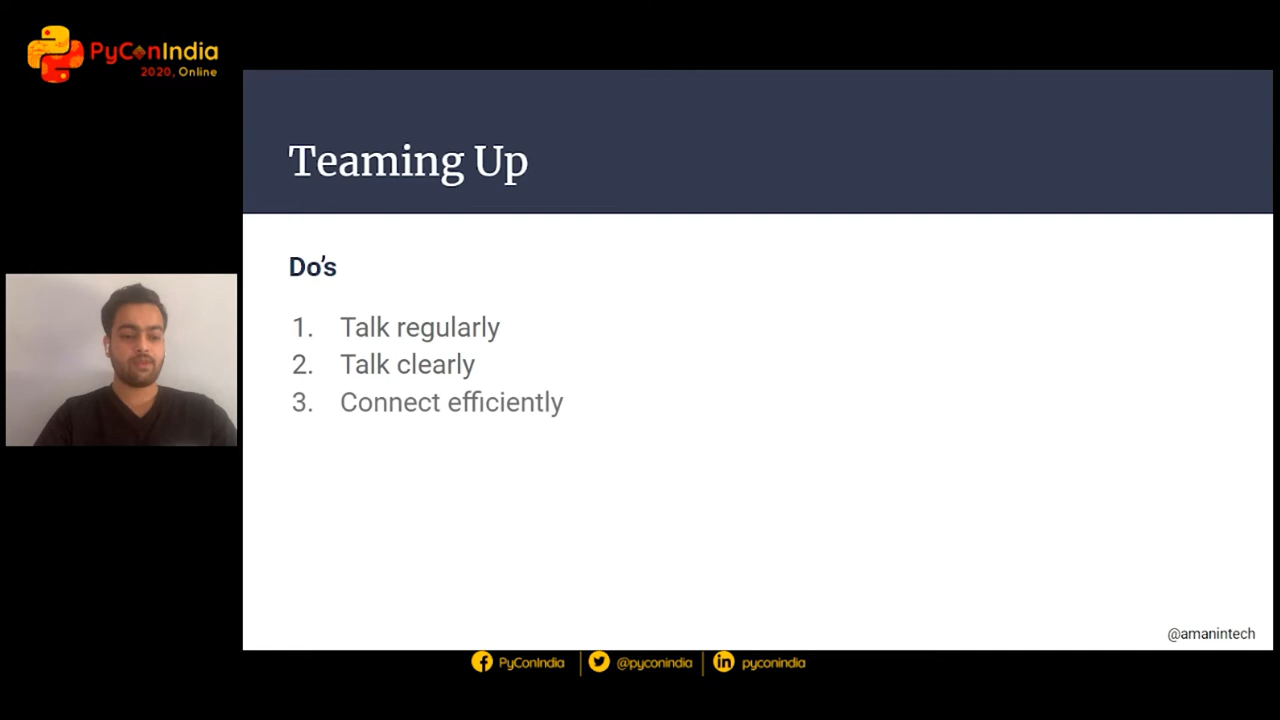 PyConIndia
2020, Online
Teaming Up
Do's
1. Talk regularly
2. Talk clearly
3. Connect efficiently
@amanintech
PyConIndia
@pyconindia
pyconindia